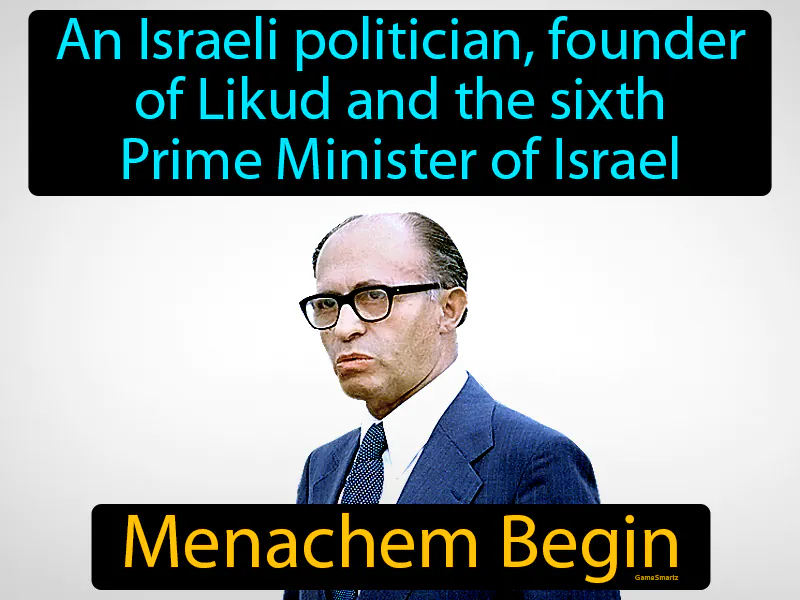 An Israeli politician, founder
of Likud and the sixth
Prime Minister of Israel
Menachem Begin
GameSmartz